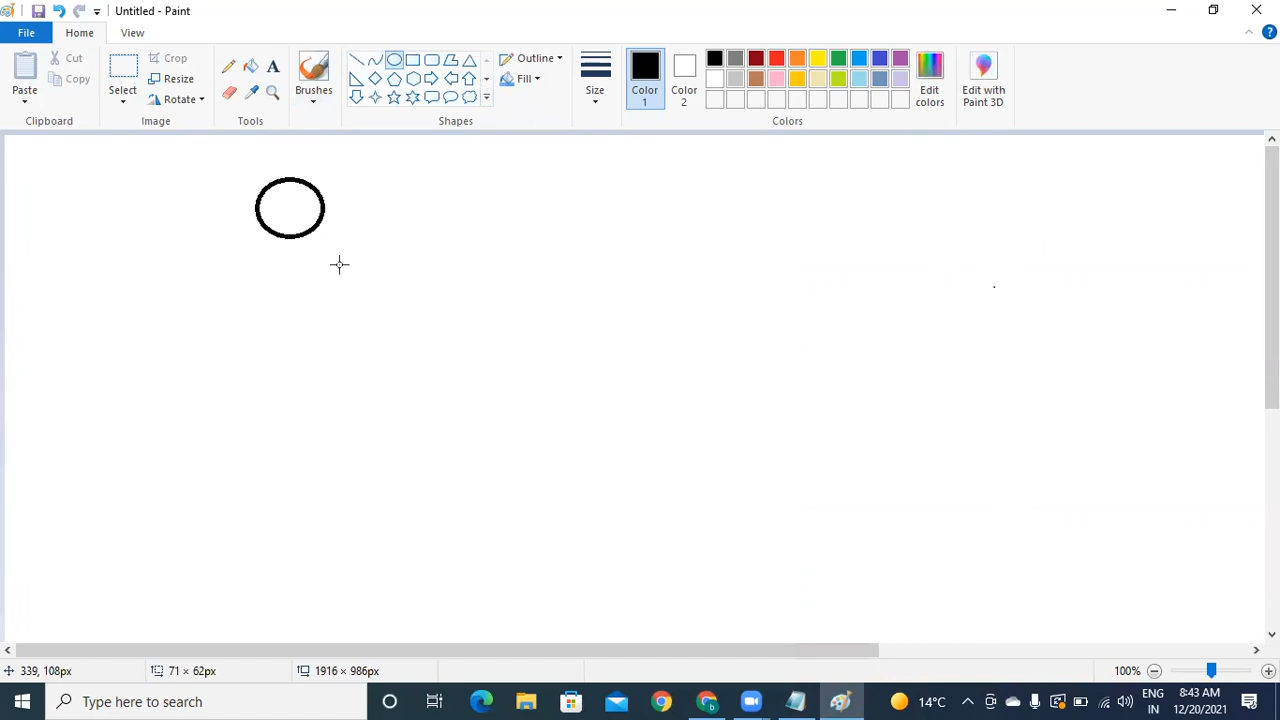 Untitled - Paint
File Home View
Paste
Cut
Copy
Clipboard
Select
Crop
Resize
Rotate
Image
A
Tools
Brushes
Outline
Fill
Shapes
Size
Color 1
Color 2
Edit colors
Colors
Edit with Paint 3D
339, 108px
71 × 62px
1916 × 986px
100%
Type here to search
14°C
ENG
IN
8:43 AM
12/20/2021